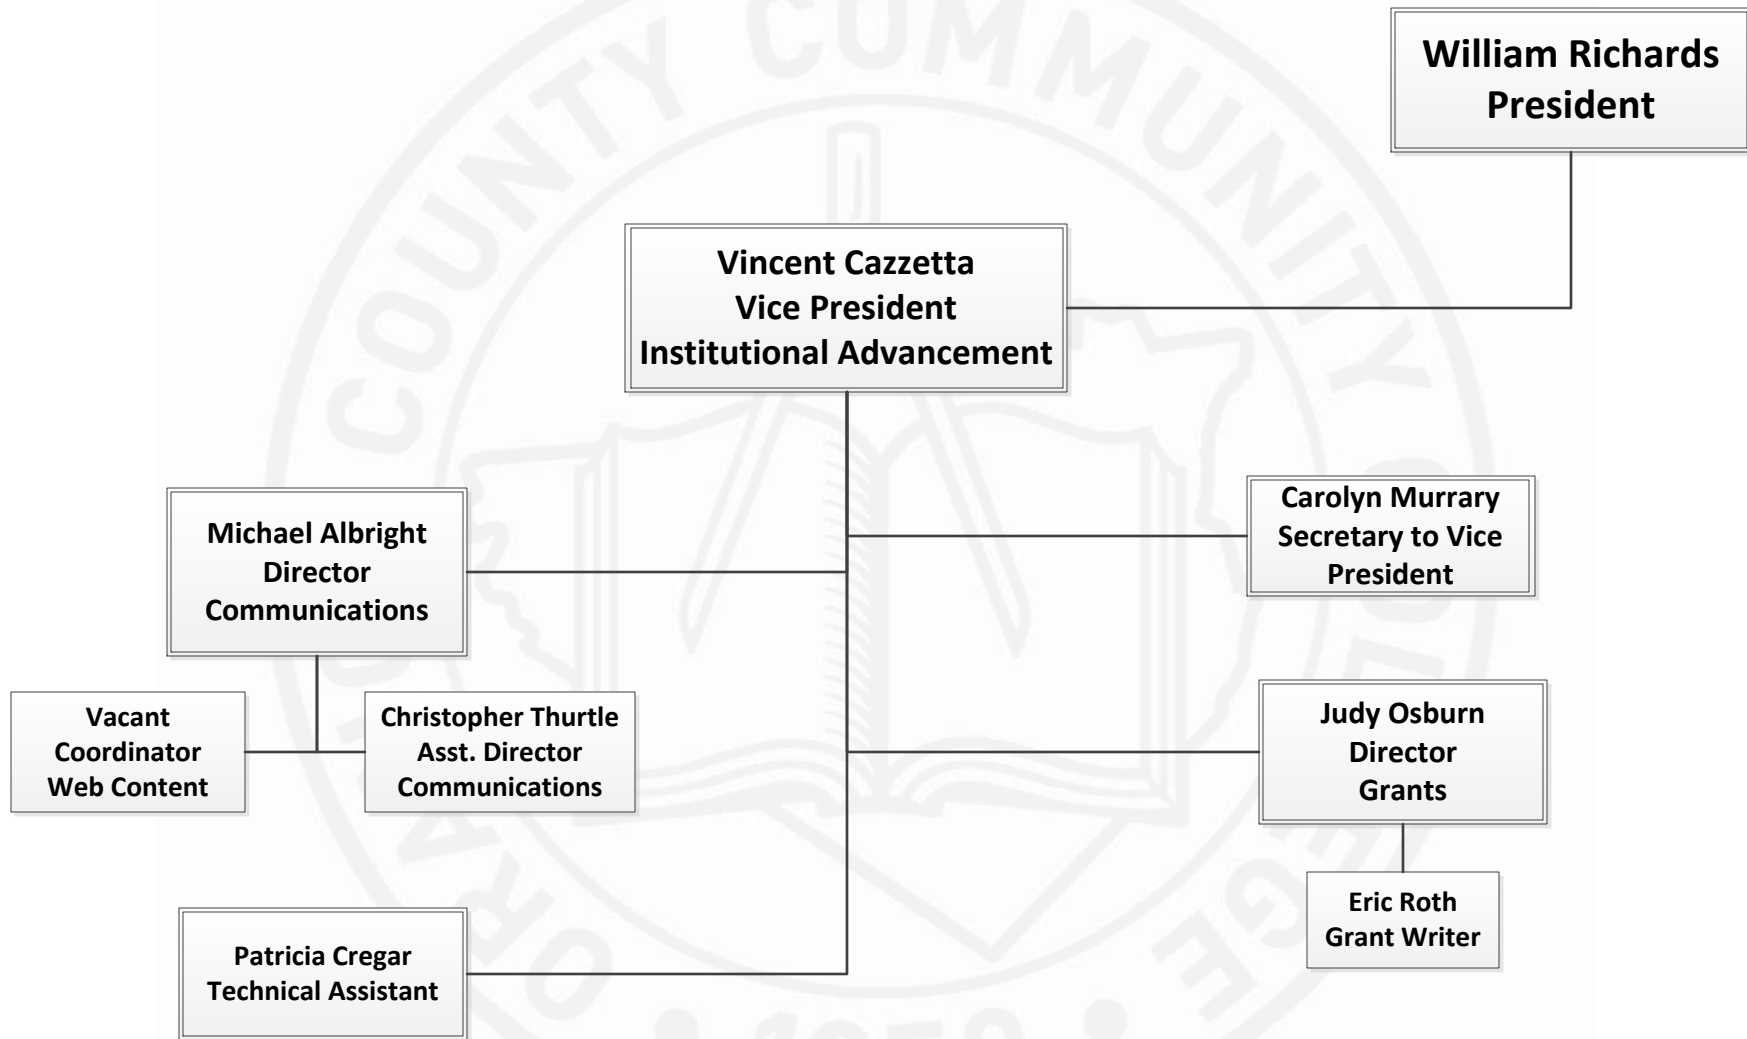 William Richards
President
Vincent Cazzetta
Vice President
Institutional Advancement
Michael Albright
Director
Communications
Carolyn Murrary
Secretary to Vice
President
Vacant
Coordinator
Web Content
Christopher Thurtle
Asst. Director
Communications
Judy Osburn
Director
Grants
Eric Roth
Grant Writer
Patricia Cregar
Technical Assistant
COUNTY COMMUNITY